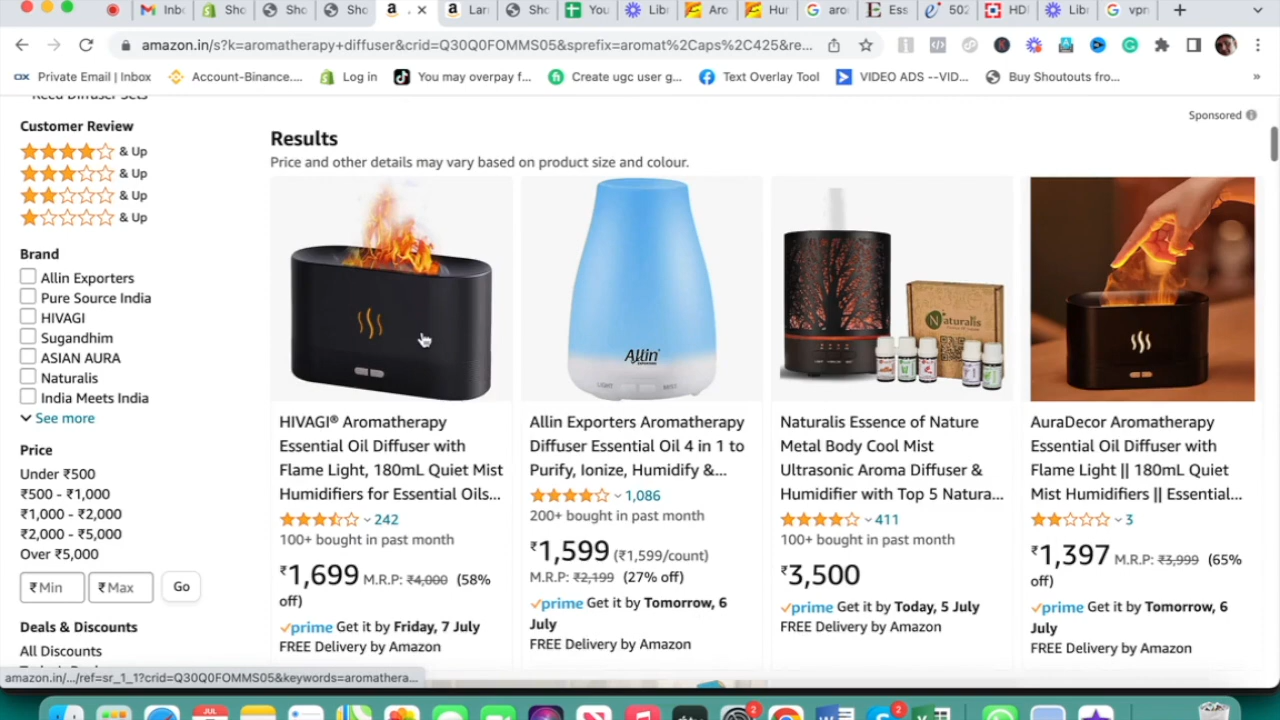 Inbo
Sho
Sho
Sho
Lar
Sho
You
Libr
Aro
Hur
aro
Ess
502
HDI
Libr
vpn
amazon.in/s?k=aromatherapy+diffuser&crid=Q30Q0FOMMS05&sprefix=aromat%2Caps%2C425&re...
Private Email | Inbox
Account-Binance....
Log in
You may overpay f...
Create ugc user g...
Text Overlay Tool
VIDEO ADS --VID...
Buy Shoutouts fro...
»
Reed Diffuser Sets
Customer Review
& Up
& Up
& Up
& Up
Brand
Allin Exporters
Pure Source India
HIVAGI
Sugandhim
ASIAN AURA
Naturalis
India Meets India
See more
Price
Under ₹500
₹500 - ₹1,000
₹1,000 - ₹2,000
₹2,000 - ₹5,000
Over ₹5,000
₹ Min
₹ Max
Go
Deals & Discounts
All Discounts
Sponsored
Results
Price and other details may vary based on product size and colour.
HIVAGI® Aromatherapy
Essential Oil Diffuser with
Flame Light, 180mL Quiet Mist
Humidifiers for Essential Oils...
242
100+ bought in past month
₹1,699 M.R.P: ₹4,000 (58%
off)
prime Get it by Friday, 7 July
FREE Delivery by Amazon
Allin
LIGHT MIST
Allin Exporters Aromatherapy
Diffuser Essential Oil 4 in 1 to
Purify, Ionize, Humidify &...
1,086
200+ bought in past month
₹1,599 (₹1,599/count)
M.R.P: ₹2,199 (27% off)
prime Get it by Tomorrow, 6
July
FREE Delivery by Amazon
Naturalis
Naturalis Essence of Nature
Metal Body Cool Mist
Ultrasonic Aroma Diffuser &
Humidifier with Top 5 Natura...
411
100+ bought in past month
₹3,500
prime Get it by Today, 5 July
FREE Delivery by Amazon
AuraDecor Aromatherapy
Essential Oil Diffuser with
Flame Light || 180mL Quiet
Mist Humidifiers || Essential...
3
₹1,397 M.R.P: ₹3,999 (65%
off)
prime Get it by Tomorrow, 6
July
FREE Delivery by Amazon
amazon.in/.../ref=sr_1_1?crid=Q30Q0FOMMS05&keywords=aromathera...
JUL
2
2